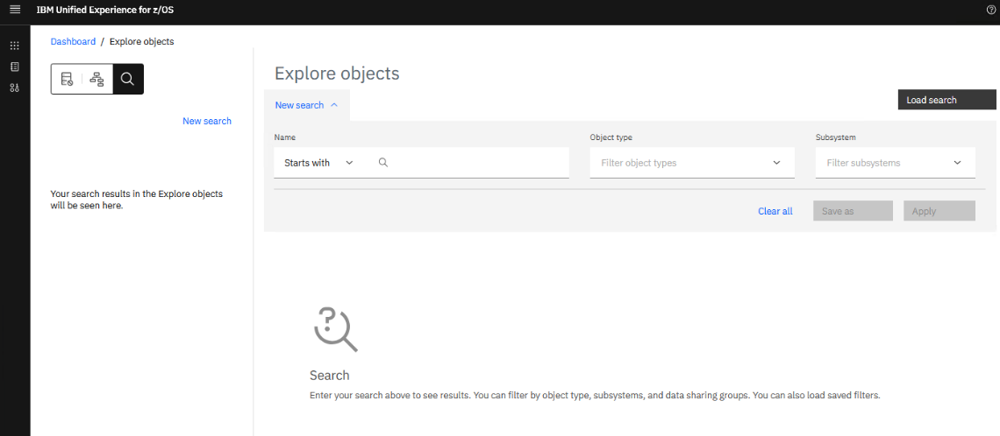 IBM Unified Experience for z/OS
Dashboard / Explore objects
New search
Your search results in the Explore objects
will be seen here.
Explore objects
New search
Load search
Name
Starts with
Object type
Filter object types
Subsystem
Filter subsystems
Clear all
Save as
Apply
Search
Enter your search above to see results. You can filter by object type, subsystems, and data sharing groups. You can also load saved filters.